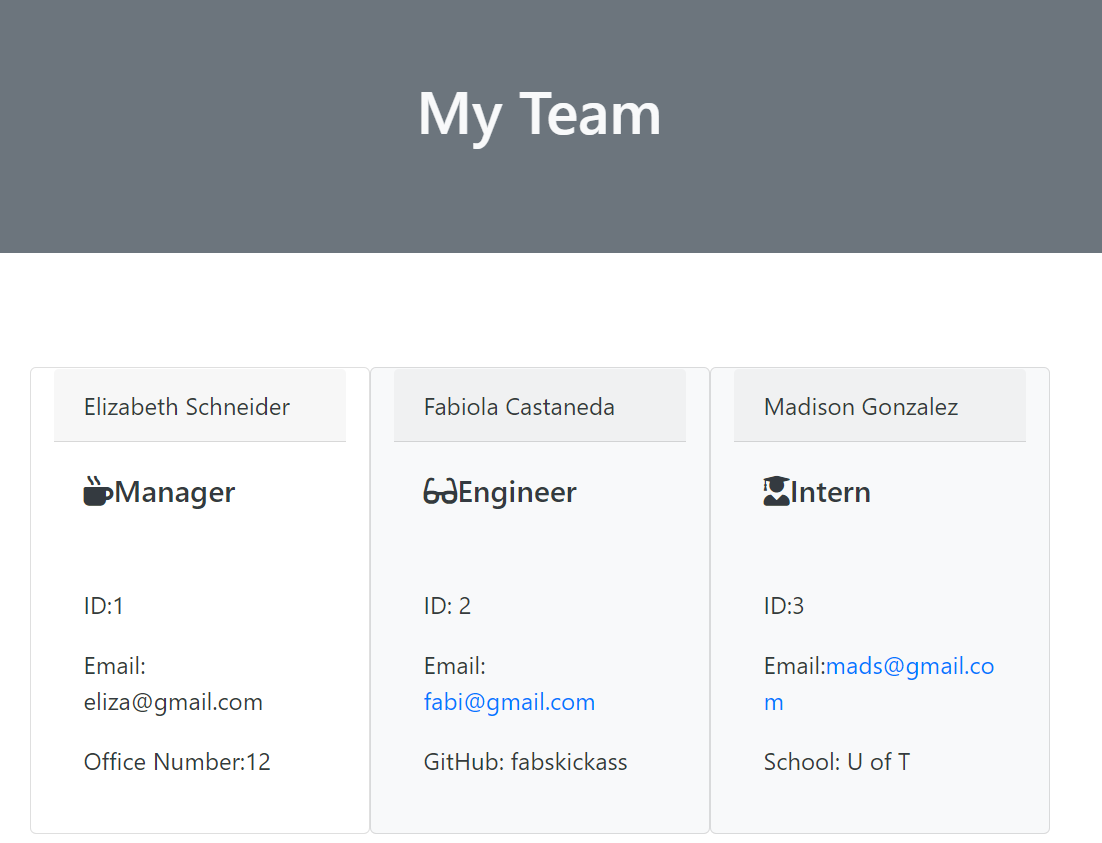 My Team
Elizabeth Schneider
Manager
ID:1
Email:
eliza@gmail.com
Office Number:12
Fabiola Castaneda
Engineer
ID: 2
Email:
fabi@gmail.com
GitHub: fabskickass
Madison Gonzalez
Intern
ID:3
Email:mads@gmail.co
m
School: U of T